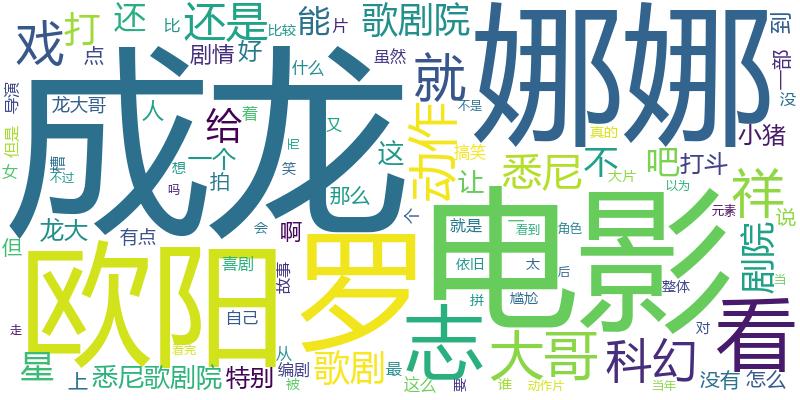 戏
打
还
还是
比
比较
能
片
歌剧院
娜娜
到
点
剧情
好
什么
虽然
就
一部
没
导演
但是
女
龙大哥
人
成龙
给
着
又
动作
不是
真的
小猪
搞笑
大片
以为
槽
不过
想
吗
一个
拍
笑
呢
那么
这
让
悉尼
不
吧
打斗
祥
说
但
龙大
有点
啊
会
个
就是
一
看到
角色
元素
剧院
电影
欧阳
罗
喜剧
故事
自己
依旧
太
后
拼
尴尬
整体
当
看
走
星
上
悉尼歌剧院
看完
特别
从
编剧
被
歌剧
最
志
这么
要
大哥
谁
动作片
科幻
对
没有
当年
怎么